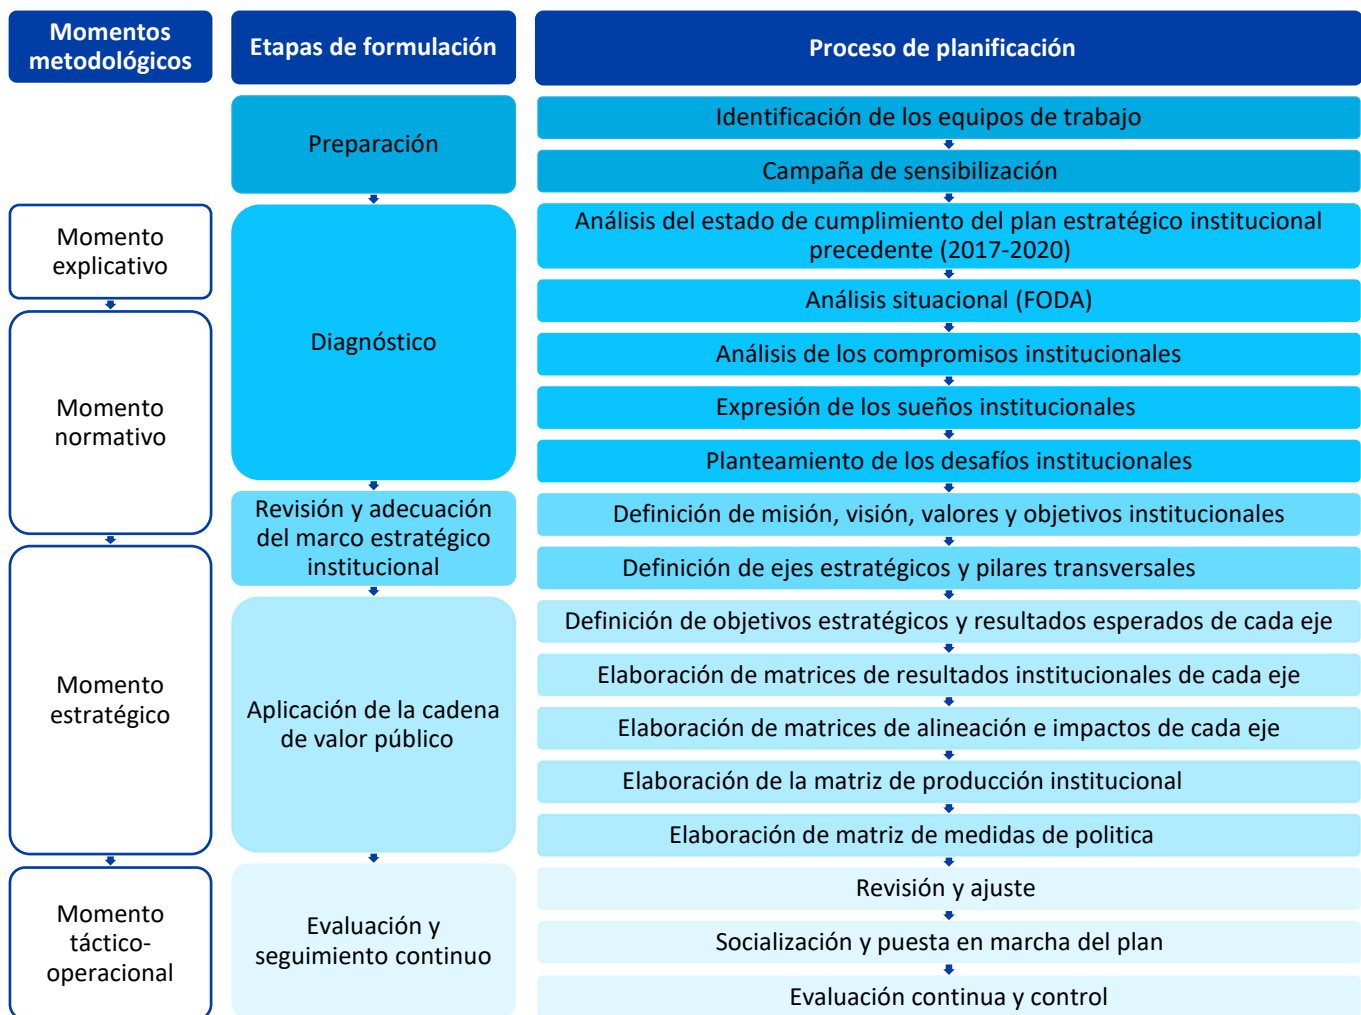 Momentos
metodológicos
Etapas de formulación
Proceso de planificación
Preparación
Identificación de los equipos de trabajo
Campaña de sensibilización
Momento
explicativo
Diagnóstico
Análisis del estado de cumplimiento del plan estratégico institucional
precedente (2017-2020)
Análisis situacional (FODA)
Momento
normativo
Análisis de los compromisos institucionales
Expresión de los sueños institucionales
Planteamiento de los desafíos institucionales
Revisión y adecuación
del marco estratégico
institucional
Definición de misión, visión, valores y objetivos institucionales
Definición de ejes estratégicos y pilares transversales
Momento
estratégico
Aplicación de la cadena
de valor público
Definición de objetivos estratégicos y resultados esperados de cada eje
Elaboración de matrices de resultados institucionales de cada eje
Elaboración de matrices de alineación e impactos de cada eje
Elaboración de la matriz de producción institucional
Elaboración de matriz de medidas de politica
Momento
táctico-
operacional
Evaluación y
seguimiento continuo
Revisión y ajuste
Socialización y puesta en marcha del plan
Evaluación continua y control